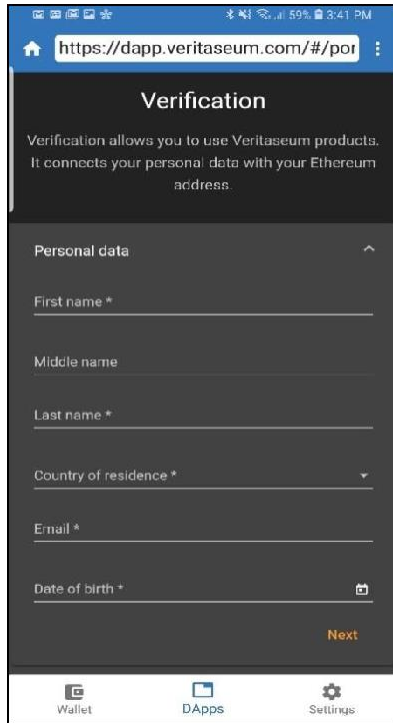 59% 3:41 PM
https://dapp.veritaseum.com/#/por
Verification
Verification allows you to use Veritaseum products.
It connects your personal data with your Ethereum
address.
Personal data
First name *
Middle name
Last name *
Country of residence *
Email *
Date of birth *
Next
Wallet DApps Settings